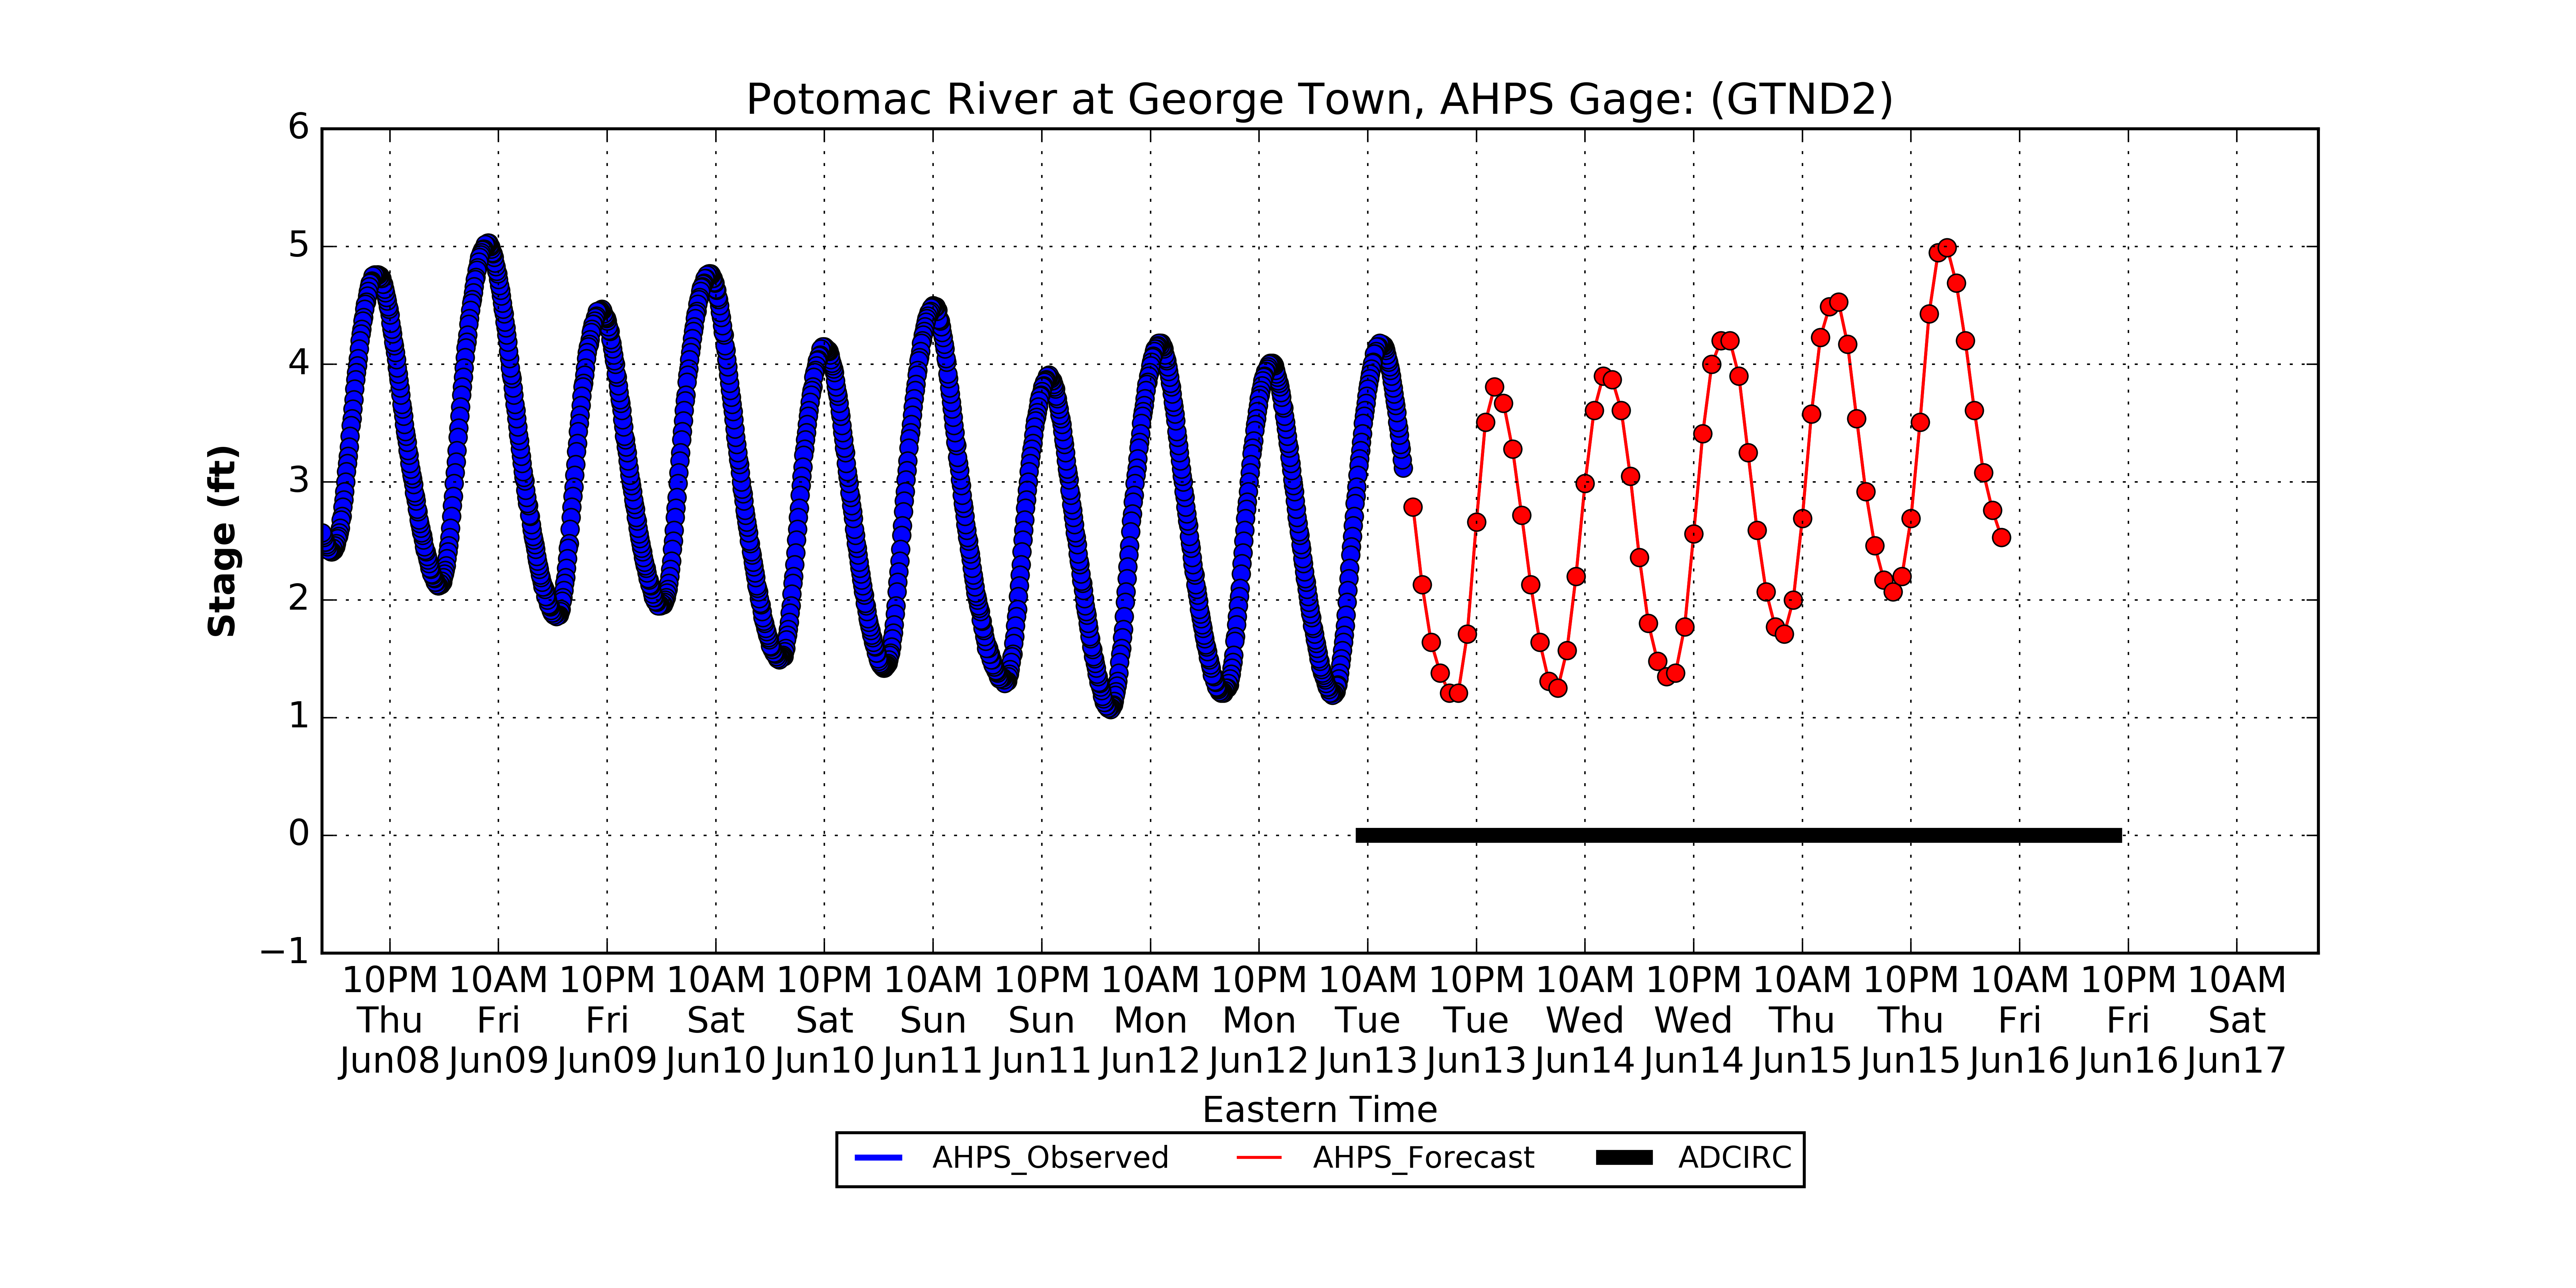 Potomac River at George Town, AHPS Gage: (GTND2)
6
5
4
3
2
1
0
−1
Stage (ft)
10PM 10AM 10PM 10AM 10PM 10AM 10PM 10AM 10PM 10AM 10PM 10AM 10PM 10AM 10PM 10AM 10PM 10AM
Thu Fri Fri Sat Sat Sun Sun Mon Mon Tue Tue Wed Wed Thu Thu Fri Fri Sat
Jun08 Jun09 Jun09 Jun10 Jun10 Jun11 Jun11 Jun12 Jun12 Jun13 Jun13 Jun14 Jun14 Jun15 Jun15 Jun16 Jun16 Jun17
Eastern Time
AHPS_Observed AHPS_Forecast ADCIRC